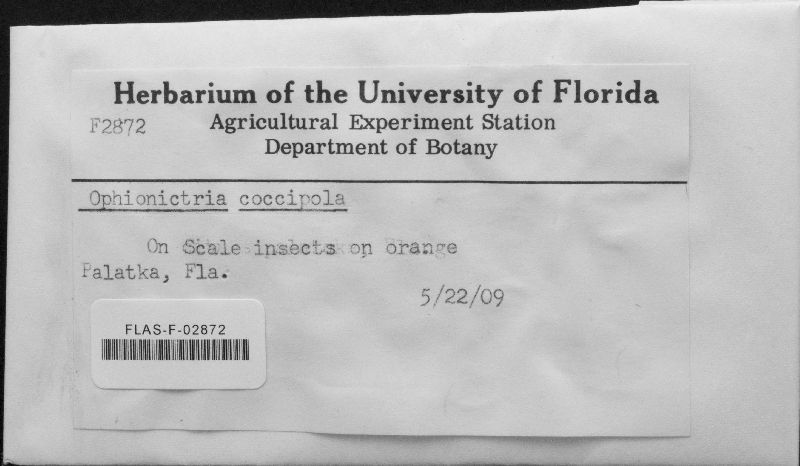 Herbarium of the University of Florida
F2872 Agricultural Experiment Station
Department of Botany
Ophionictria coccipola
On Scale insects on orange
Palatka, Fla.
5/22/09
FLAS-F-02872